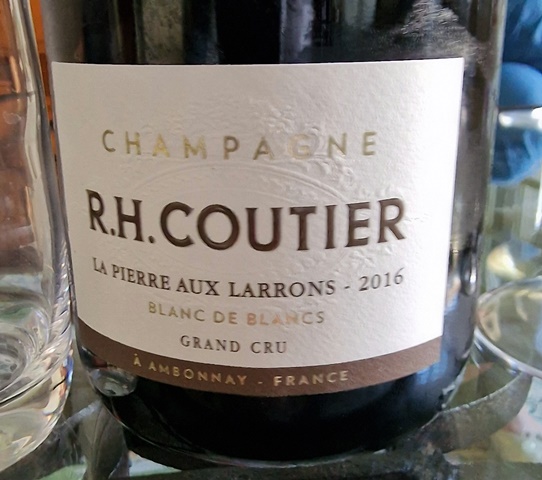 CHAMPAGNE
R.H.COUTIER
LA PIERRE AUX LARRONS - 2016
BLANC DE BLANCS
GRAND CRU
À AMBONNAY - FRANCE